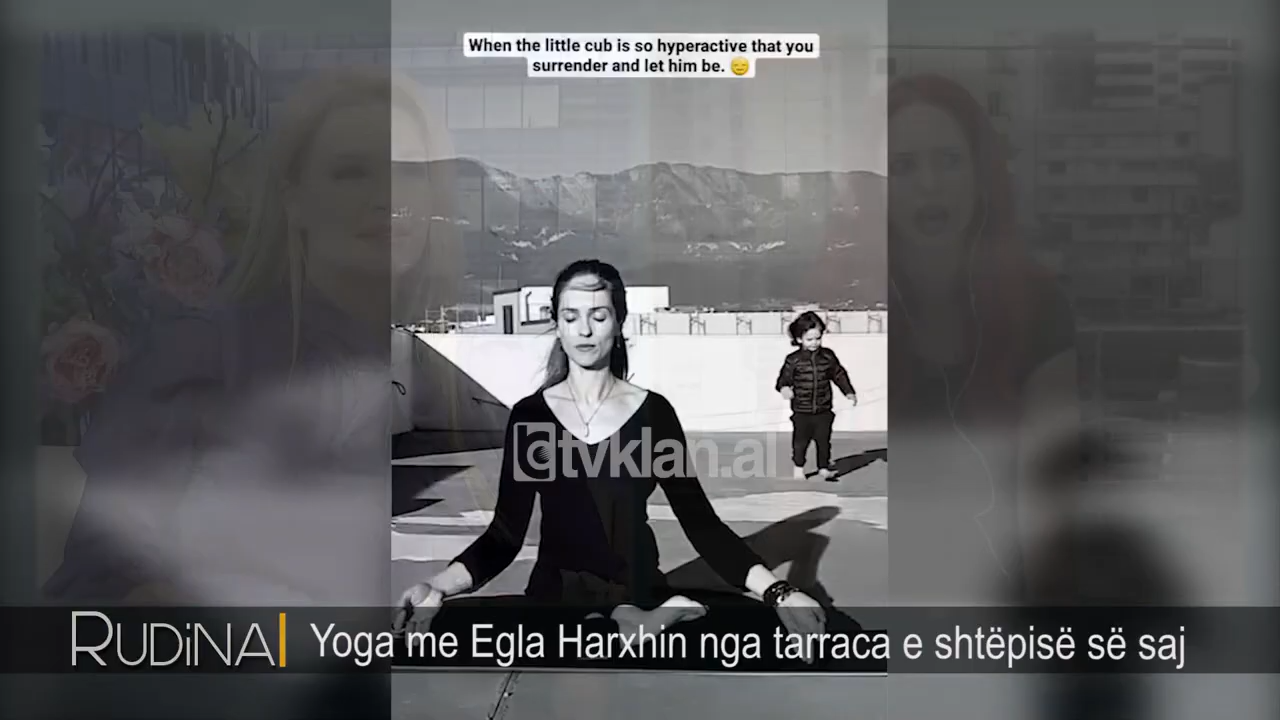 When the little cub is so hyperactive that you
surrender and let him be. 😑
tvklan.al
RUDiNA
Yoga me Egla Harxhin nga tarraca e shtëpisë së saj